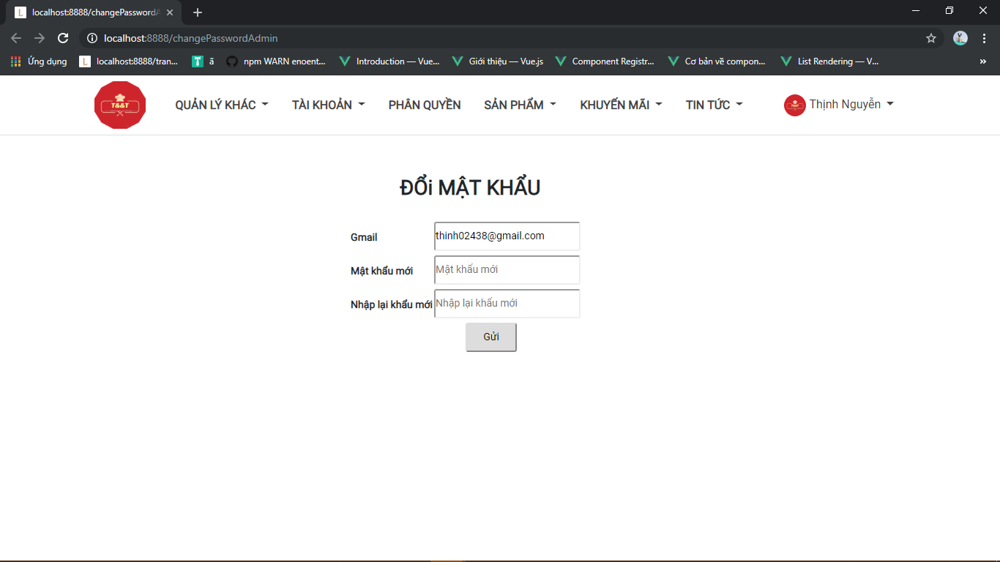 localhost:8888/changePasswordA
localhost:8888/changePasswordAdmin
Ứng dụng localhost:8888/tran... ã npm WARN enoent... Introduction — Vue... Giới thiệu — Vue.js Component Registr... Cơ bản về compon... List Rendering — V... »
T&&T QUẢN LÝ KHÁC TÀI KHOẢN PHÂN QUYỀN SẢN PHẨM KHUYẾN MÃI TIN TỨC Thịnh Nguyễn
ĐỔi MẬT KHẨU
Gmail thinh02438@gmail.com
Mật khẩu mới Mật khẩu mới
Nhập lại khẩu mới Nhập lại khẩu mới
Gửi